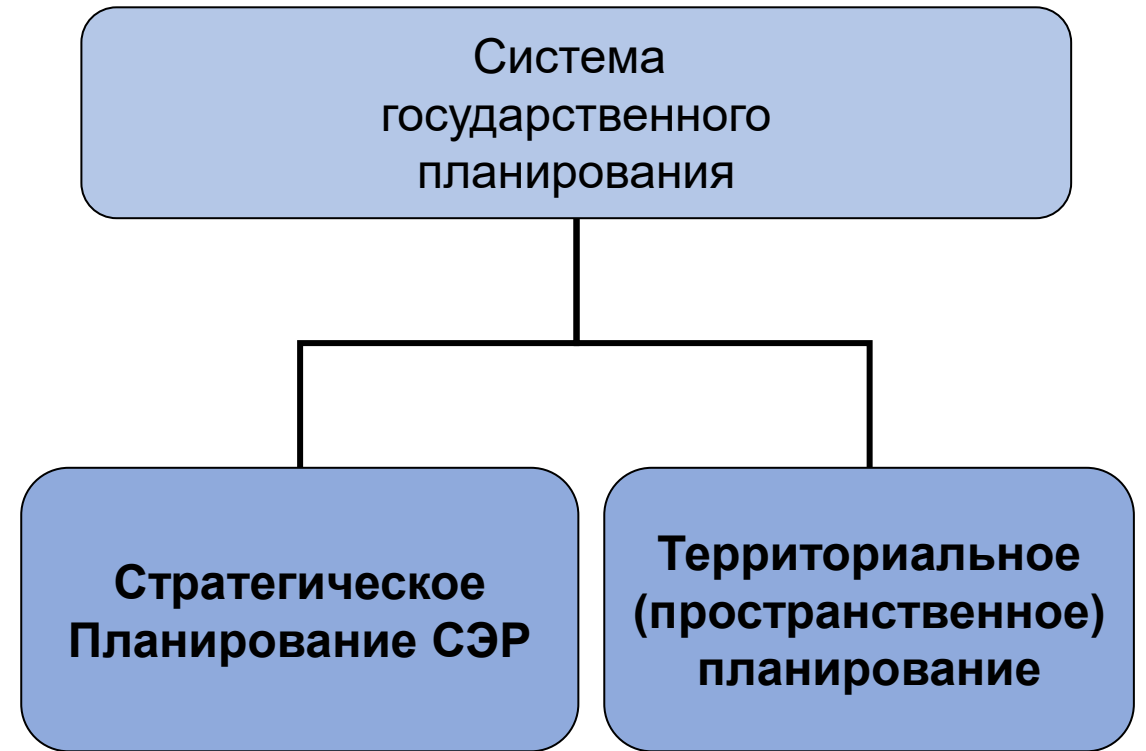 Система
государственного
планирования
Стратегическое
Планирование СЭР
Территориальное
(пространственное)
планирование